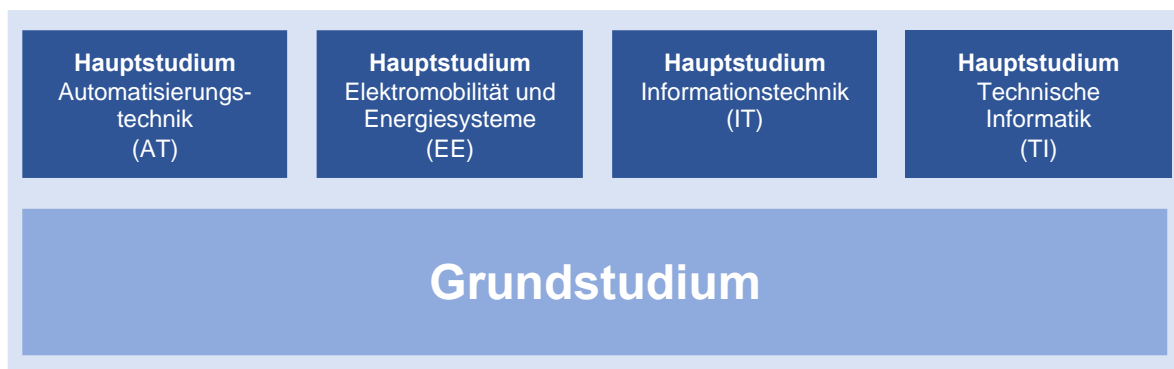 Hauptstudium
Automatisierungs-
technik
(AT)
Hauptstudium
Elektromobilität und
Energiesysteme
(EE)
Hauptstudium
Informationstechnik
(IT)
Hauptstudium
Technische
Informatik
(TI)
Grundstudium